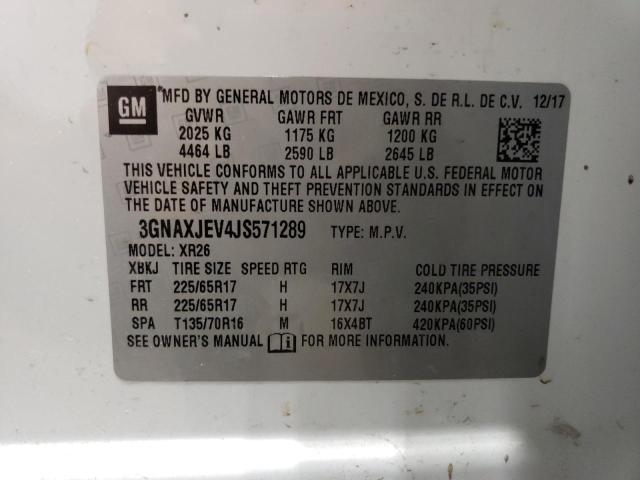 GM
*MFD BY GENERAL MOTORS DE MEXICO, S. DE R.L. DE C.V. 12/17
GVWR GAWR FRT GAWR RR
2025 KG 1175 KG 1200 KG
4464 LB 2590 LB 2645 LB
THIS VEHICLE CONFORMS TO ALL APPLICABLE U.S. FEDERAL MOTOR
VEHICLE SAFETY AND THEFT PREVENTION STANDARDS IN EFFECT ON
THE DATE OF MANUFACTURE SHOWN ABOVE.
3GNAXJEV4JS571289 TYPE: M.P.V.
MODEL: XR26
XBKJ TIRE SIZE SPEED RTG RIM COLD TIRE PRESSURE
FRT 225/65R17 H 17X7J 240KPA(35PSI)
RR 225/65R17 H 17X7J 240KPA(35PSI)
SPA T135/70R16 M 16X4BT 420KPA(60PSI)
SEE OWNER'S MANUAL FOR MORE INFORMATION.